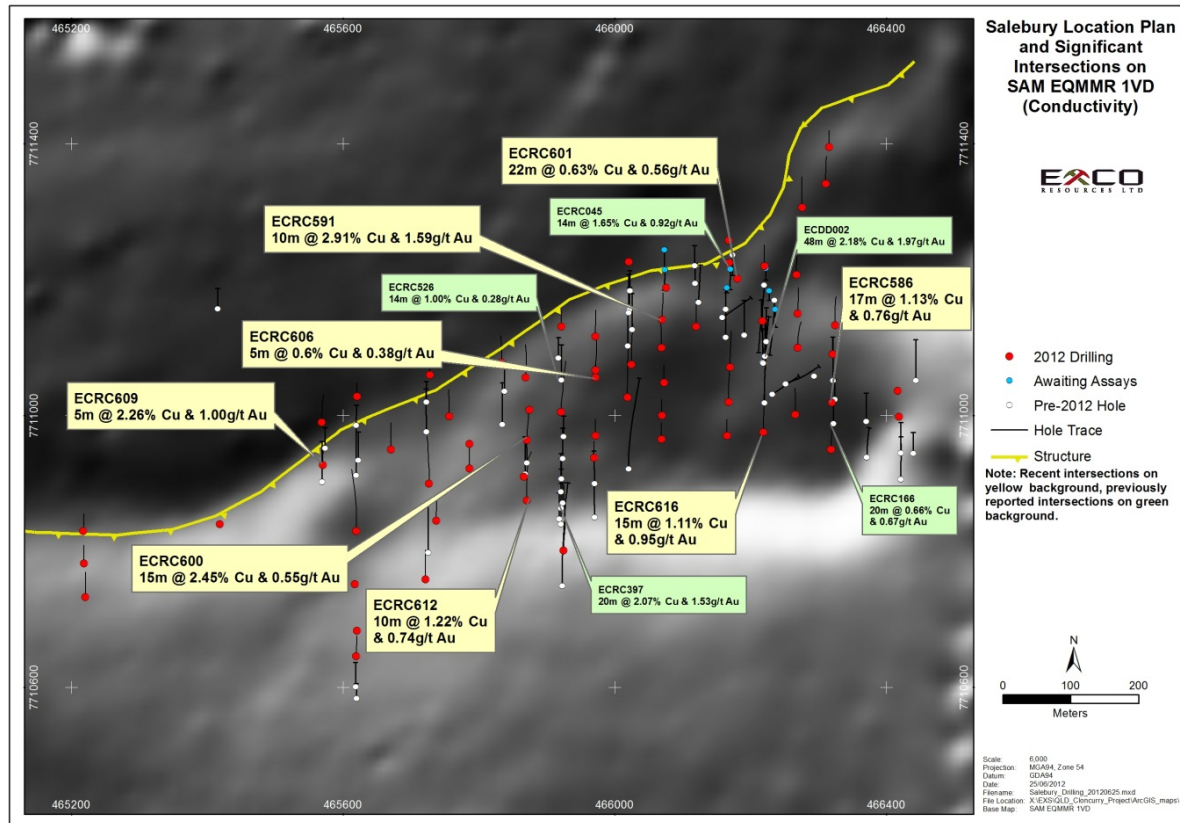 465200
465600
466000
466400
7711400
7711400
7711000
7711000
7710600
7710600
465200
465600
466000
466400
ECRC601
22m @ 0.63% Cu & 0.56g/t Au
ECRC045
14m @ 1.65% Cu & 0.92g/t Au
ECRC591
10m @ 2.91% Cu & 1.59g/t Au
ECDD002
48m @ 2.18% Cu & 1.97g/t Au
ECRC526
14m @ 1.00% Cu & 0.28g/t Au
ECRC586
17m @ 1.13% Cu
& 0.76g/t Au
ECRC606
5m @ 0.6% Cu & 0.38g/t Au
ECRC609
5m @ 2.26% Cu & 1.00g/t Au
ECRC166
20m @ 0.66% Cu
& 0.67g/t Au
ECRC616
15m @ 1.11% Cu
& 0.95g/t Au
ECRC600
15m @ 2.45% Cu & 0.55g/t Au
ECRC397
20m @ 2.07% Cu & 1.53g/t Au
ECRC612
10m @ 1.22% Cu
& 0.74g/t Au
Salebury Location Plan
and Significant
Intersections on
SAM EQMMR 1VD
(Conductivity)
EXCO
RESOURCES LTD
2012 Drilling
Awaiting Assays
Pre-2012 Hole
Hole Trace
Structure
Note: Recent intersections on
yellow background, previously
reported intersections on green
background.
N
0 100 200
Meters
Scale: 6,000
Projection: MGA94, Zone 54
Datum: GDA94
Date: 25/06/2012
Filename: Salebury_Drilling_20120625.mxd
File Location: X:\EXS\QLD_Cloncurry_Project\ArcGIS_maps\
Base Map: SAM EQMMR 1VD